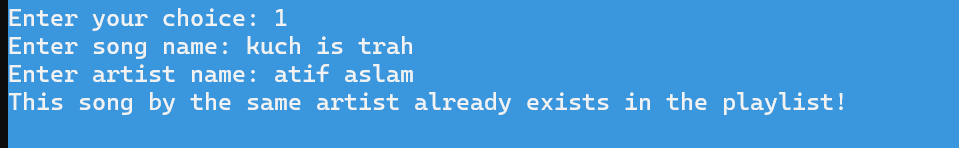 Enter your choice: 1
Enter song name: kuch is trah
Enter artist name: atif aslam
This song by the same artist already exists in the playlist!